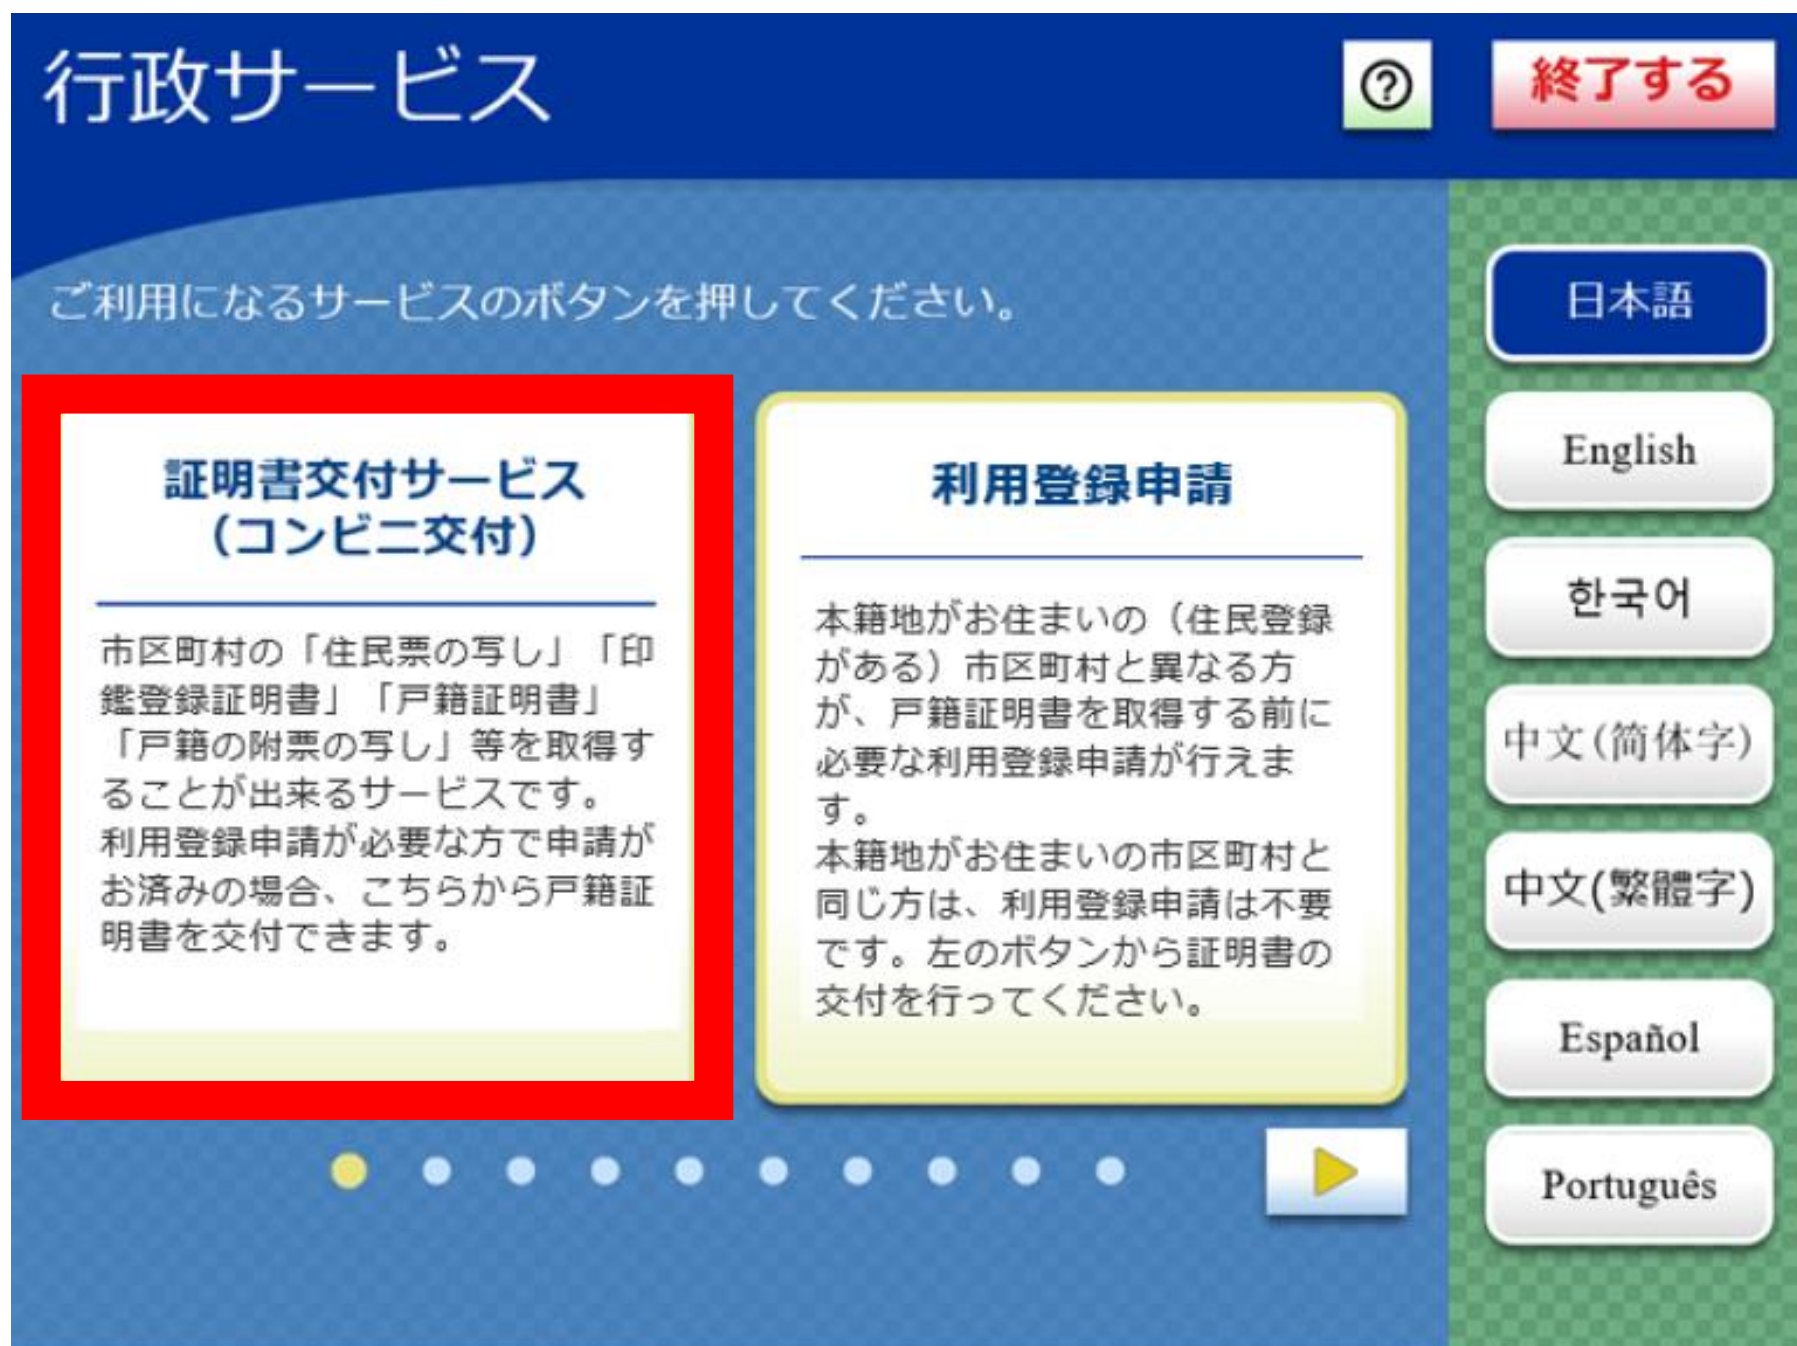 行政サービス
?
終了する
ご利用になるサービスのボタンを押してください。
証明書交付サービス
(コンビニ交付)
市区町村の「住民票の写し」「印
鑑登録証明書」「戸籍証明書」
「戸籍の附票の写し」等を取得す
ることが出来るサービスです。
利用登録申請が必要な方で申請が
お済みの場合、こちらから戸籍証
明書を交付できます。
利用登録申請
本籍地がお住まいの(住民登録
がある)市区町村と異なる方
が、戸籍証明書を取得する前に
必要な利用登録申請が行えま
す。
本籍地がお住まいの市区町村と
同じ方は、利用登録申請は不要
です。左のボタンから証明書の
交付を行ってください。
日本語
English
한국어
中文(简体字)
中文(繁體字)
Español
Português